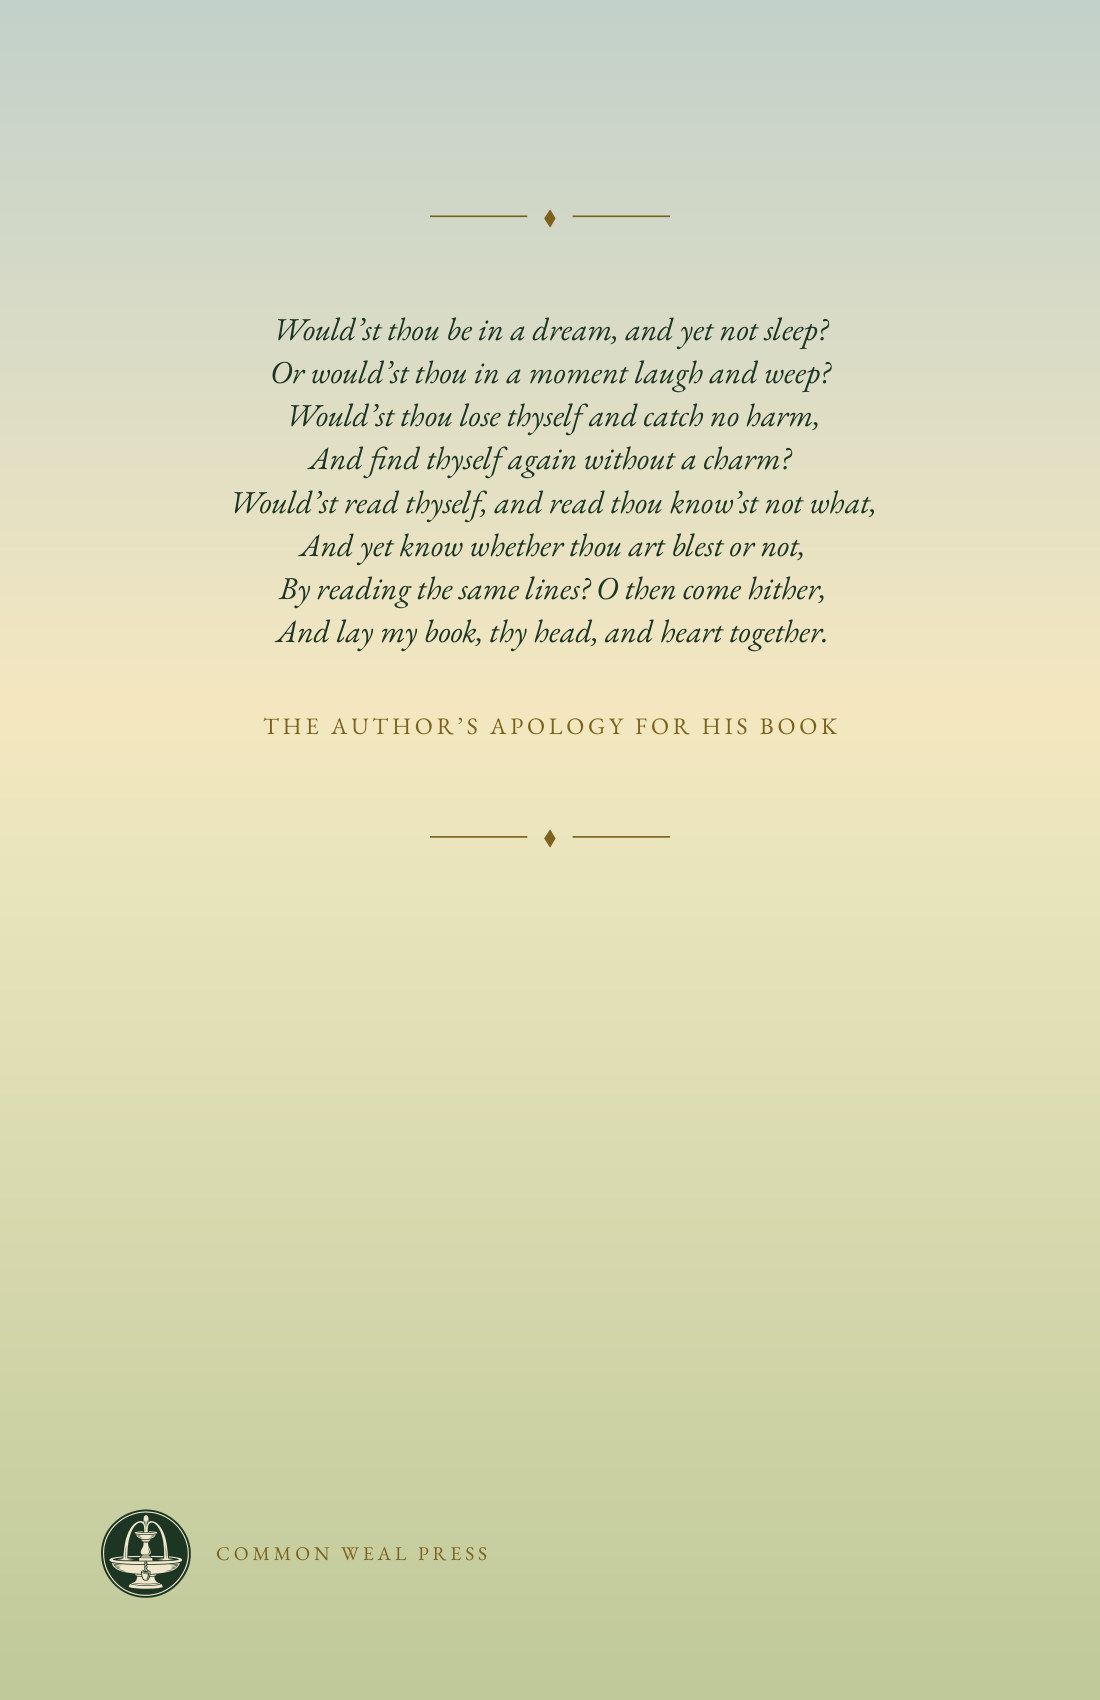 Would’st thou be in a dream, and yet not sleep?
Or would’st thou in a moment laugh and weep?
Would’st thou lose thyself and catch no harm,
And find thyself again without a charm?
Would’st read thyself, and read thou know’st not what,
And yet know whether thou art blest or not,
By reading the same lines? O then come hither,
And lay my book, thy head, and heart together.
THE AUTHOR’S APOLOGY FOR HIS BOOK
COMMON WEAL PRESS